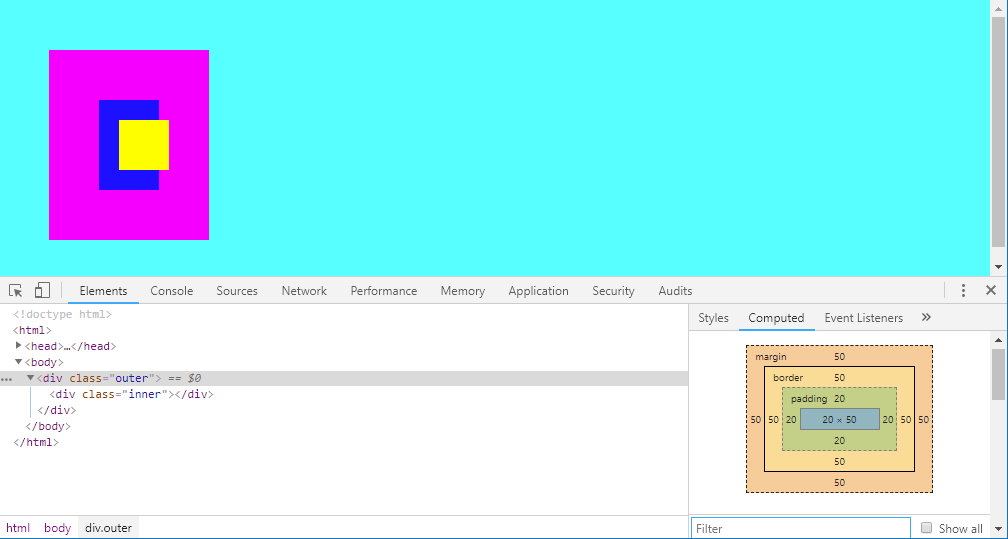 Elements Console Sources Network Performance Memory Application Security Audits
<!doctype html>
<html>
<head>…</head>
<body>
<div class="outer"> == $0
<div class="inner"></div>
</div>
</body>
</html>
html body div.outer
Styles Computed Event Listeners »
margin 50
border 50
padding 20
50 50 20 20 × 50 20 50 50
20
50
50
Filter Show all